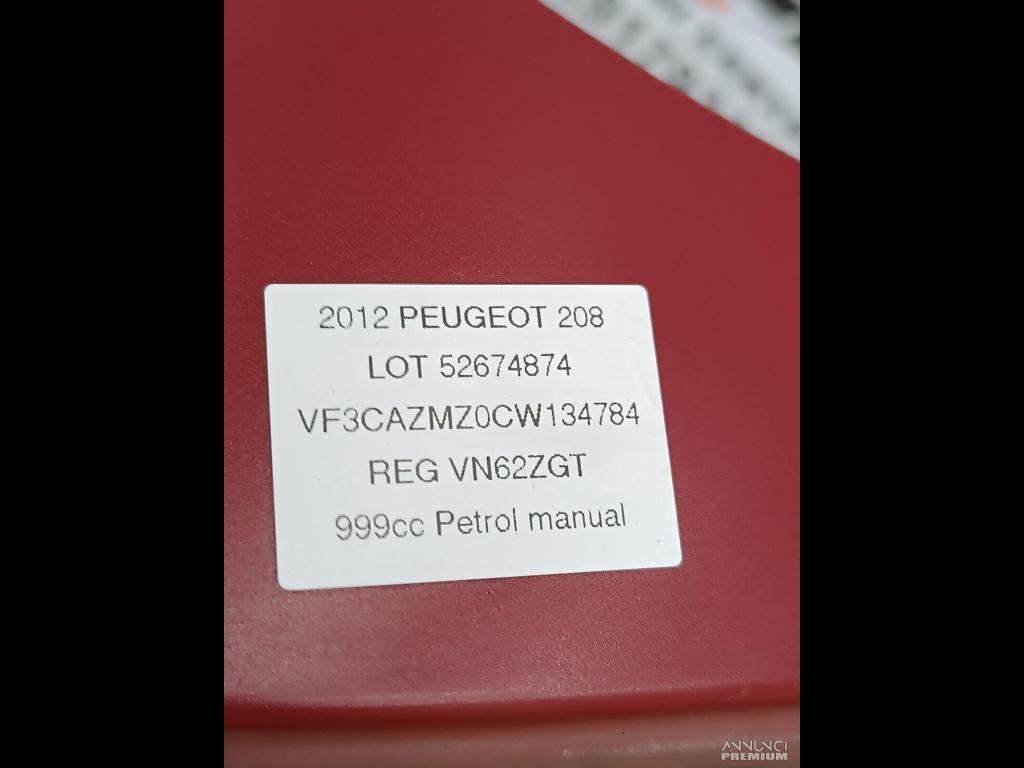 2012 PEUGEOT 208
LOT 52674874
VF3CAZMZ0CW134784
REG VN62ZGT
999cc Petrol manual
ANNUNCI
PREMIUM